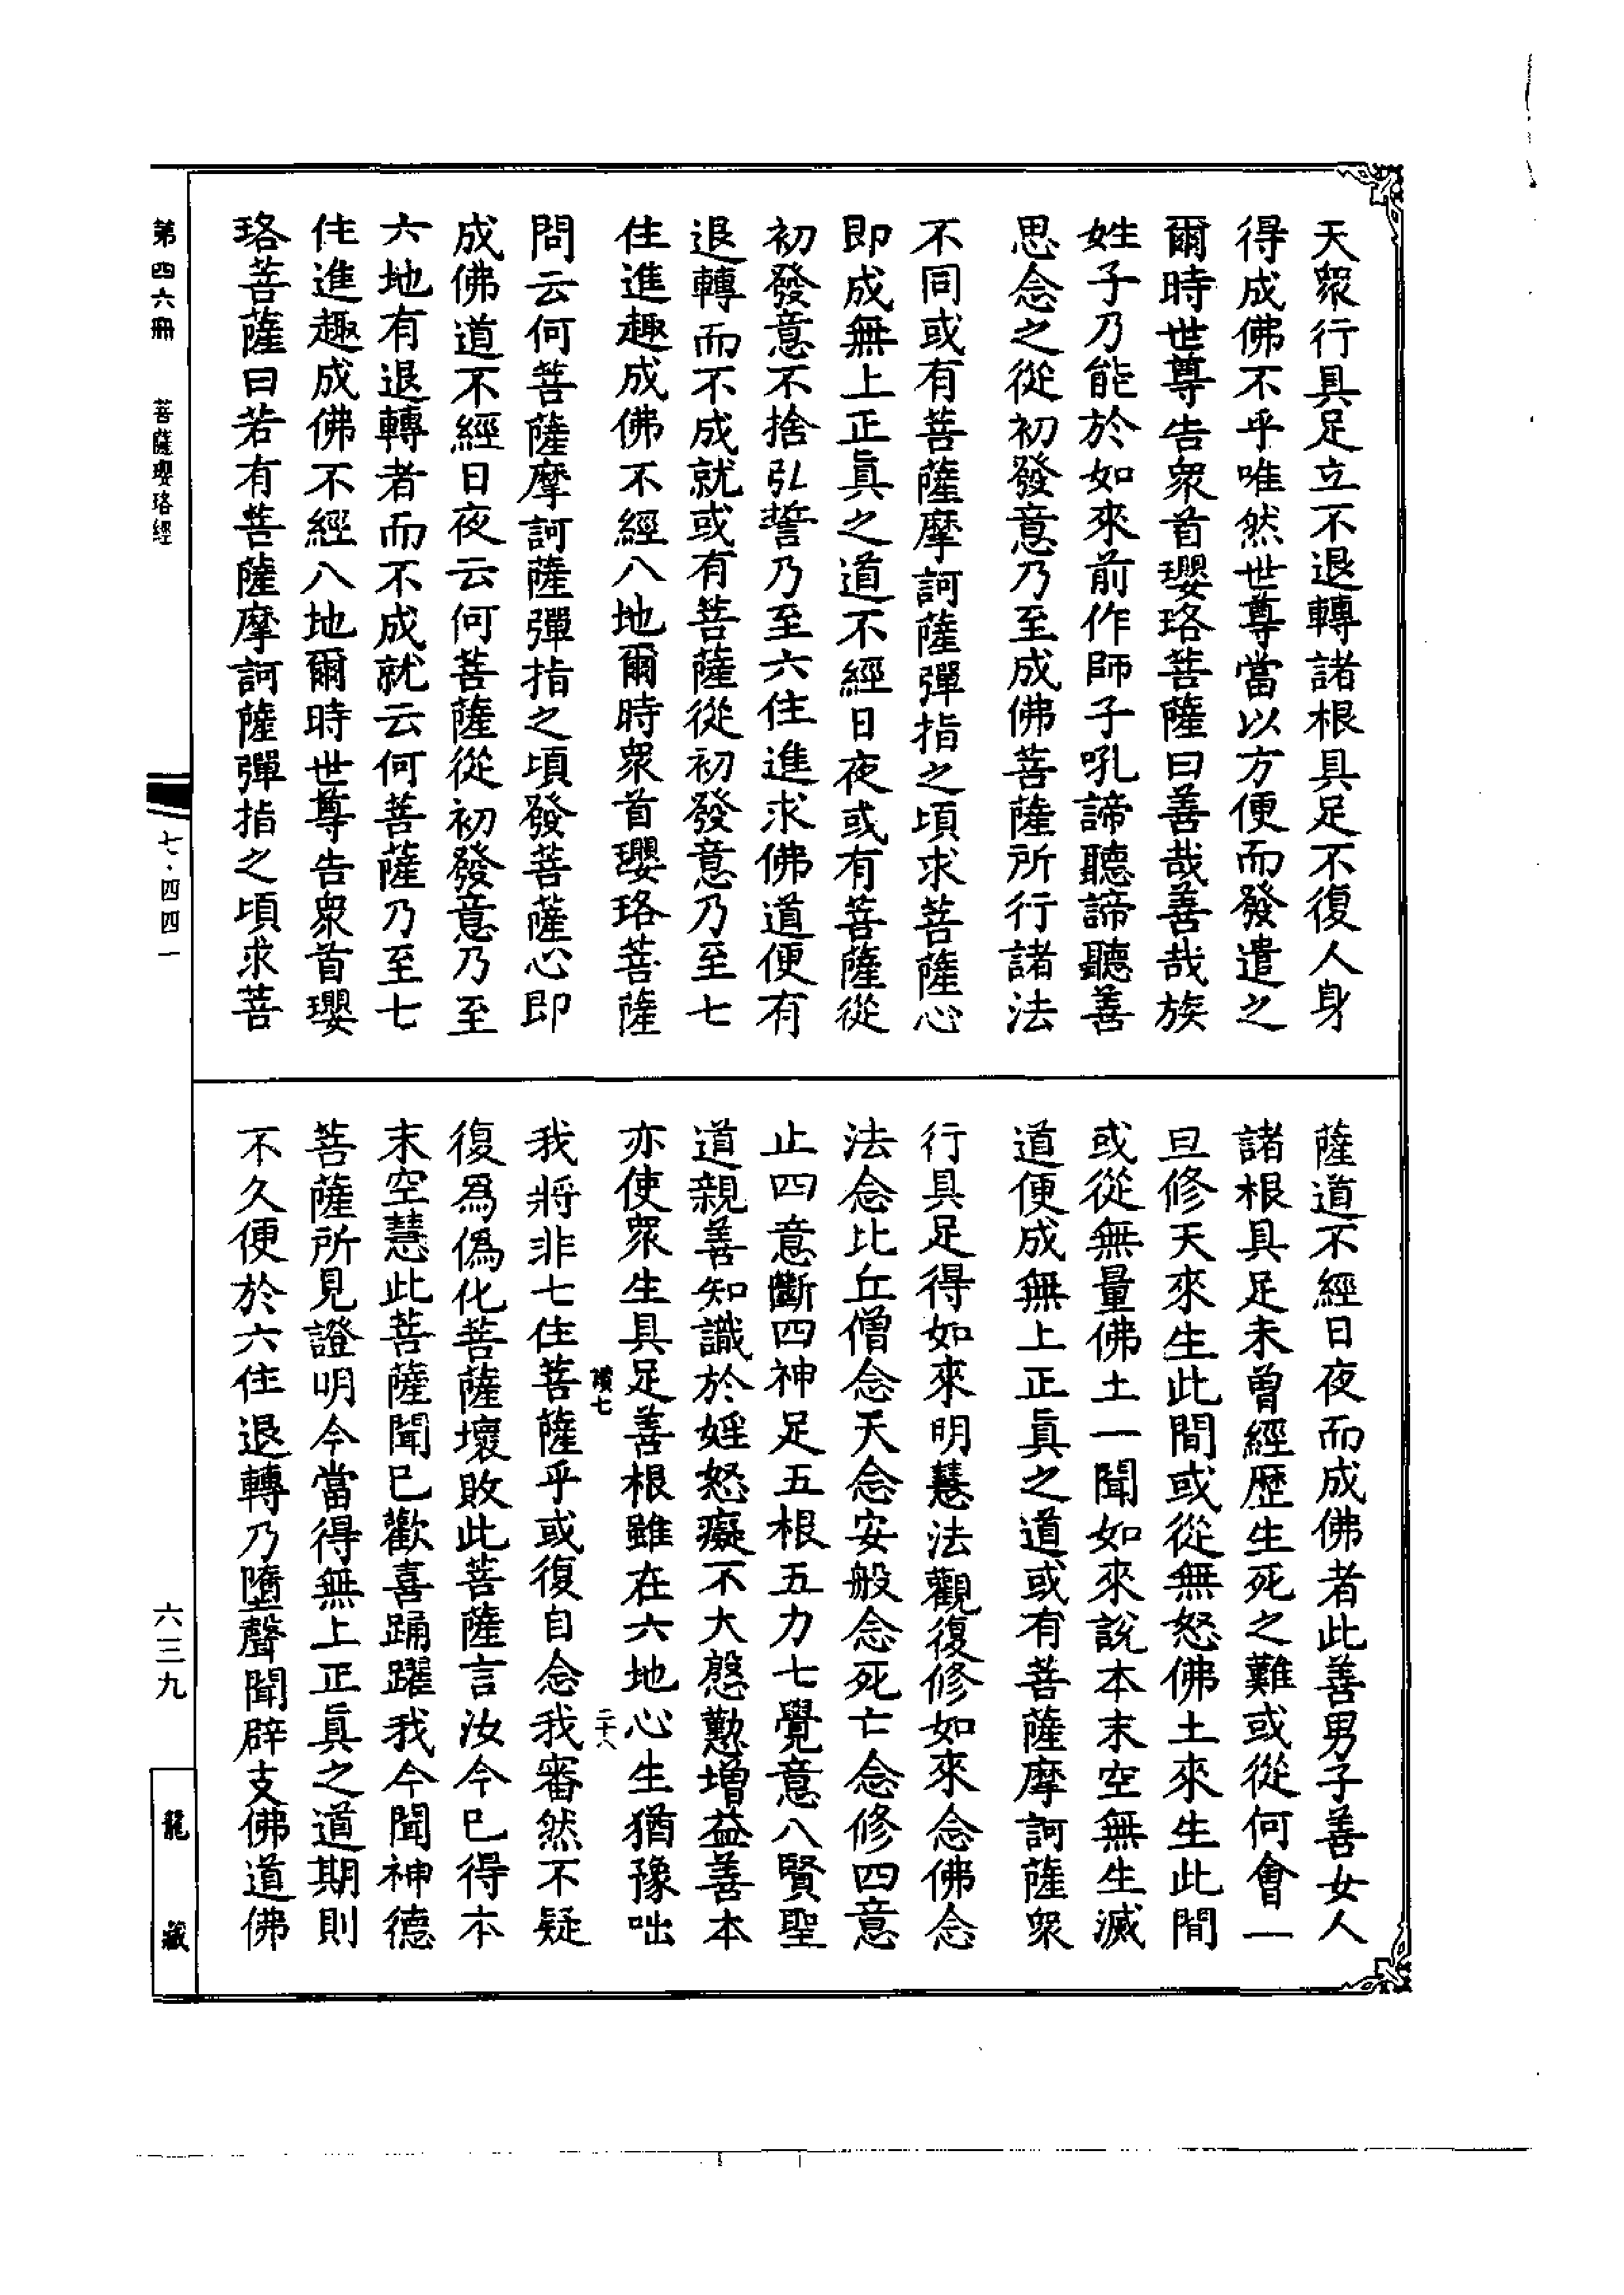 天衆行具足立不退轉諸根具足不復人身
得成佛不乎唯然世尊當以方便而發遣之
爾時世尊告衆首瓔珞菩薩曰善哉善哉族
姓子乃能於如來前作師子吼諦聽諦聽善
思念之從初發意乃至成佛菩薩所行諸法
不同或有菩薩摩訶薩彈指之頃求菩薩心
即成無上正眞之道不經日夜或有菩薩從
初發意不捨弘誓乃至六住進求佛道便有
退轉而不成就或有菩薩從初發意乃至七
住進趣成佛不經八地爾時衆首瓔珞菩薩
問云何菩薩摩訶薩彈指之頃發菩薩心即
成佛道不經日夜云何菩薩從初發意乃至
六地有退轉者而不成就云何菩薩乃至七
住進趣成佛不經八地爾時世尊告衆首瓔
珞菩薩曰若有菩薩摩訶薩彈指之頃求菩
薩道不經日夜而成佛者此善男子善女人
諸根具足未曾經歷生死之難或從何會一
旦修天來生此間或從無怒佛土來生此間
或從無量佛土一聞如來說本末空無生滅
道便成無上正眞之道或有菩薩摩訶薩衆
行具足得如來明慧法觀復修如來念佛念
法念比丘僧念天念安般念死亡念修四意
止四意斷四神足五根五力七覺意八賢聖
道親善知識於婬怒癡不大慇懃增益善本
亦使衆生具足善根雖在六地心生猶豫咄
讚七 二十八
我將非七住菩薩乎或復自念我審然不疑
復爲僞化菩薩壞敗此菩薩言汝今已得本
末空慧此菩薩聞已歡喜踊躍我今聞神德
菩薩所見證明今當得無上正眞之道期則
不久便於六住退轉乃墮聲聞辟支佛道佛
第四六冊 菩薩瓔珞經 七·四四一 六三九 龍藏